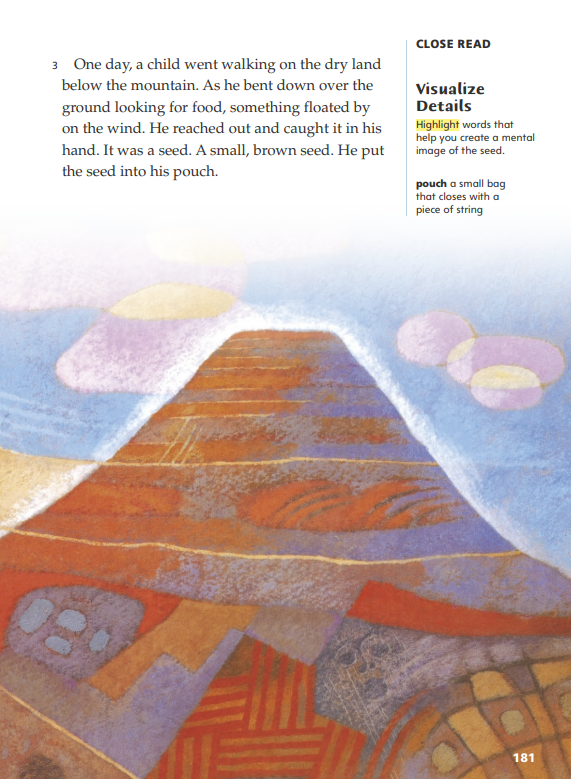 3 One day, a child went walking on the dry land
below the mountain. As he bent down over the
ground looking for food, something floated by
on the wind. He reached out and caught it in his
hand. It was a seed. A small, brown seed. He put
the seed into his pouch.
CLOSE READ
Visualize
Details
Highlight words that
help you create a mental
image of the seed.
pouch a small bag
that closes with a
piece of string
181